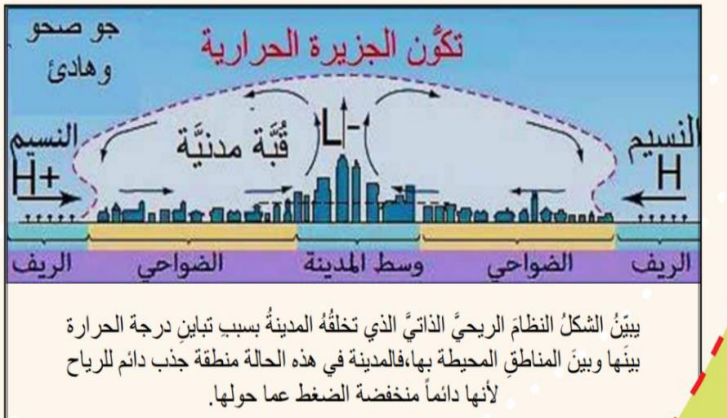 جو صحو
وهادئ
تكوُّن الجزيرة الحرارية
النسيم
H+
قُبَّة مدنيَّة
L-
النسيم
H
الريف
الضواحي
وسط المدينة
الضواحي
الريف
يبيّنُ الشكلُ النظامَ الريحيَّ الذاتيَّ الذي تخلقُهُ المدينةُ بسببِ تباينِ درجة الحرارة
بينَها وبينَ المناطقِ المحيطة بها،فالمدينة في هذه الحالة منطقة جذب دائم للرياح
لأنها دائماً منخفضة الضغط عما حولها.